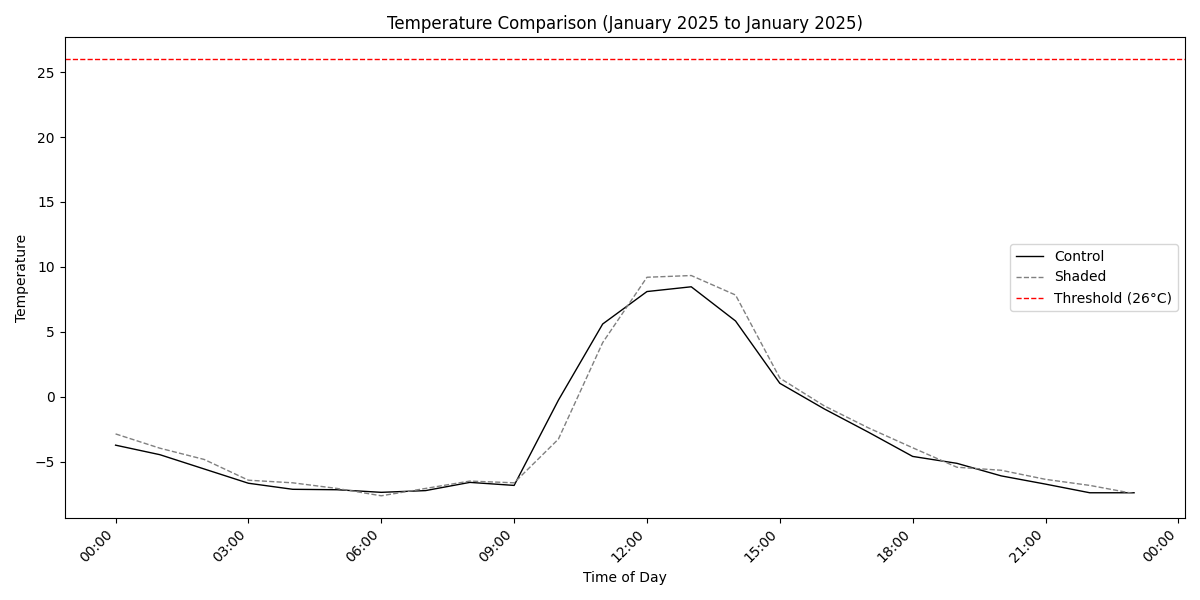 Temperature Comparison (January 2025 to January 2025)
25
20
15
10
5
0
−5
Temperature
Control
Shaded
Threshold (26°C)
00:00
03:00
06:00
09:00
12:00
15:00
18:00
21:00
00:00
Time of Day